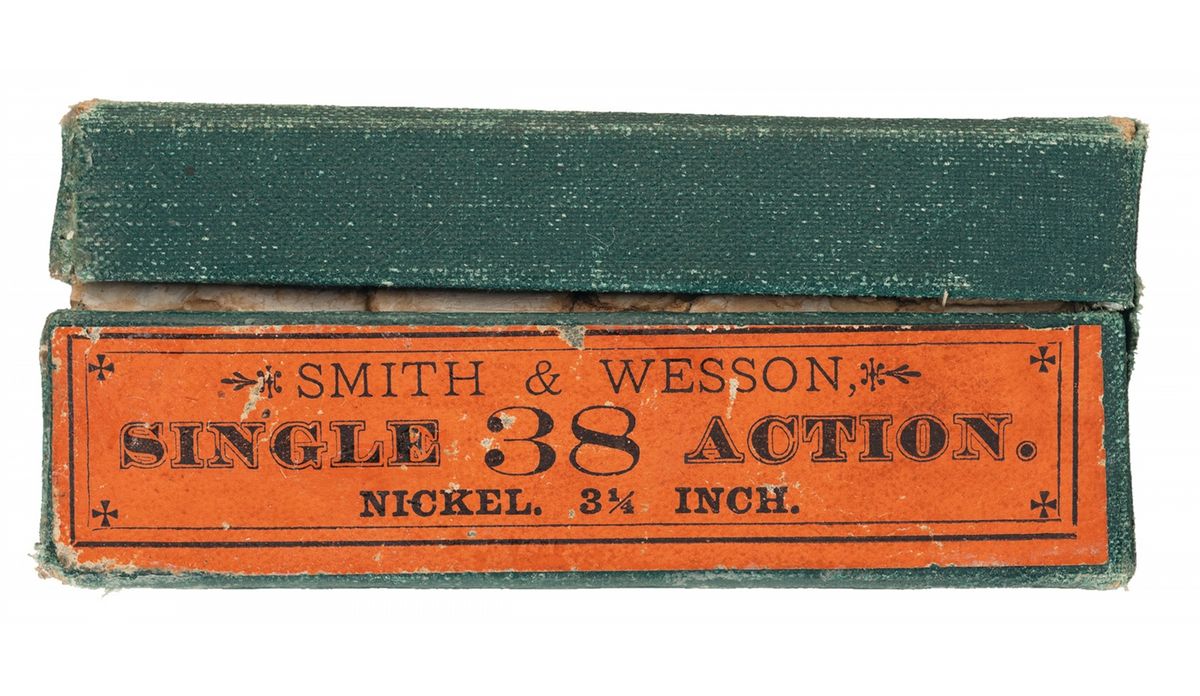 SMITH & WESSON,
SINGLE 38 ACTION.
NICKEL. 3¼ INCH.